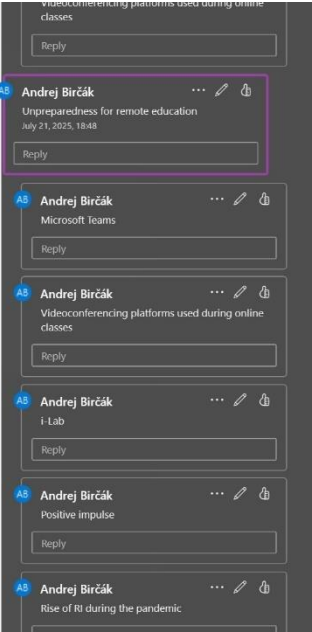 Videoconferencing platforms used during online
classes
Reply
AB
Andrej Birčák
Unpreparedness for remote education
July 21, 2025, 18:48
Reply
AB
Andrej Birčák
Microsoft Teams
Reply
AB
Andrej Birčák
Videoconferencing platforms used during online
classes
Reply
AB
Andrej Birčák
i-Lab
Reply
AB
Andrej Birčák
Positive impulse
Reply
AB
Andrej Birčák
Rise of RI during the pandemic